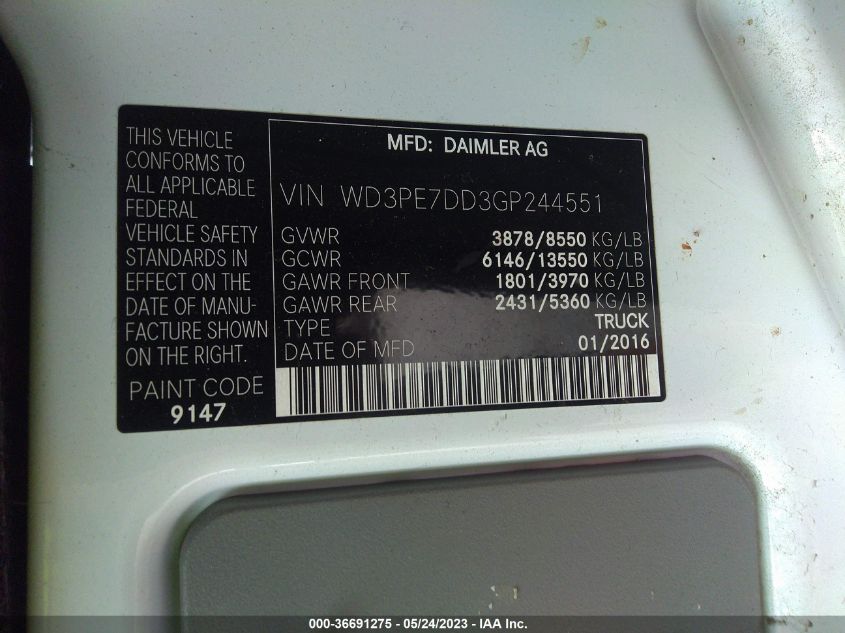 THIS VEHICLE
CONFORMS TO
ALL APPLICABLE
FEDERAL
VEHICLE SAFETY
STANDARDS IN
EFFECT ON THE
DATE OF MANU-
FACTURE SHOWN
ON THE RIGHT.
PAINT CODE
9147
MFD: DAIMLER AG
VIN WD3PE7DD3GP244551
GVWR 3878/8550 KG/LB
GCWR 6146/13550 KG/LB
GAWR FRONT 1801/3970 KG/LB
GAWR REAR 2431/5360 KG/LB
TYPE TRUCK
DATE OF MFD 01/2016
000-36691275 - 05/24/2023 - IAA Inc.